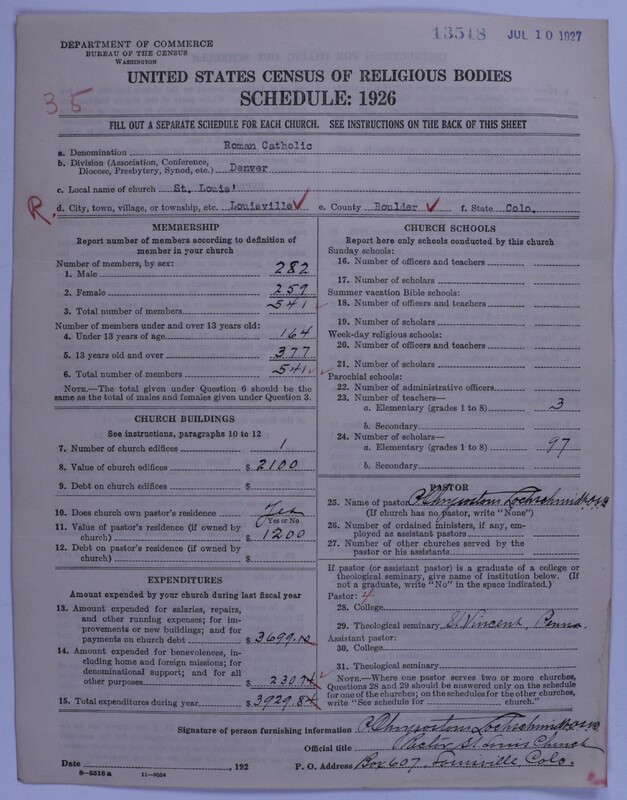 13518 JUL 10 1927
DEPARTMENT OF COMMERCE
BUREAU OF THE CENSUS
WASHINGTON
UNITED STATES CENSUS OF RELIGIOUS BODIES
SCHEDULE: 1926
35
FILL OUT A SEPARATE SCHEDULE FOR EACH CHURCH. SEE INSTRUCTIONS ON THE BACK OF THIS SHEET
a. Denomination Roman Catholic
b. Division (Association, Conference, Diocese, Presbytery, Synod, etc.) Denver
c. Local name of church St. Louis'
R. d. City, town, village, or township, etc. Louisville e. County Boulder f. State Colo.
MEMBERSHIP
Report number of members according to definition of
member in your church
Number of members, by sex:
1. Male 282
2. Female 259
3. Total number of members 541
Number of members under and over 13 years old:
4. Under 13 years of age 164
5. 13 years old and over 377
6. Total number of members 541
NOTE.—The total given under Question 6 should be
same as the total of males and females given under Question 3.
CHURCH BUILDINGS
See instructions, paragraphs 10 to 12
7. Number of church edifices 1
8. Value of church edifices $ 2100
9. Debt on church edifices $
10. Does church own pastor's residence Yes
Yes or No
11. Value of pastor's residence (if owned by
church) $ 1200
12. Debt on pastor's residence (if owned by
church) $
EXPENDITURES
Amount expended by your church during last fiscal year
13. Amount expended for salaries, repairs,
and other running expenses; for im-
provements or new buildings; and for
payments on church debt $ 3699.10
14. Amount expended for benevolences, in-
cluding home and foreign missions; for
denominational support; and for all
other purposes $ 230.74
15. Total expenditures during year $ 3929.84
CHURCH SCHOOLS
Report here only schools conducted by this church
Sunday schools:
16. Number of officers and teachers
17. Number of scholars
Summer vacation Bible schools:
18. Number of officers and teachers
19. Number of scholars
Week-day religious schools:
20. Number of officers and teachers
21. Number of scholars
Parochial schools:
22. Number of administrative officers
23. Number of teachers—
a. Elementary (grades 1 to 8) 3
b. Secondary
24. Number of scholars—
a. Elementary (grades 1 to 8) 97
b. Secondary
PASTOR
25. Name of pastor Chrysostom
(If church has no pastor, write "None")
26. Number of ordained ministers, if any, em-
ployed as assistant pastors
27. Number of other churches served by the
pastor or his assistants
If pastor (or assistant pastor) is a graduate of a college or
theological seminary, give name of institution below. (If
not a graduate, write "No" in the space indicated.)
Pastor: 4
28. College
29. Theological seminary St. Vincent, Penna.
Assistant pastor:
30. College
31. Theological seminary
NOTE.—Where one pastor serves two or more churches,
Questions 28 and 29 should be answered only on the schedule
for one of the churches; on the schedules for the other churches,
write "See schedule for church."
Signature of person furnishing information Chrysostom
Official title Rector St. Louis Church
Date , 192 P. O. Address Box 607, Louisville, Colo.
8—5518 a 11—9054